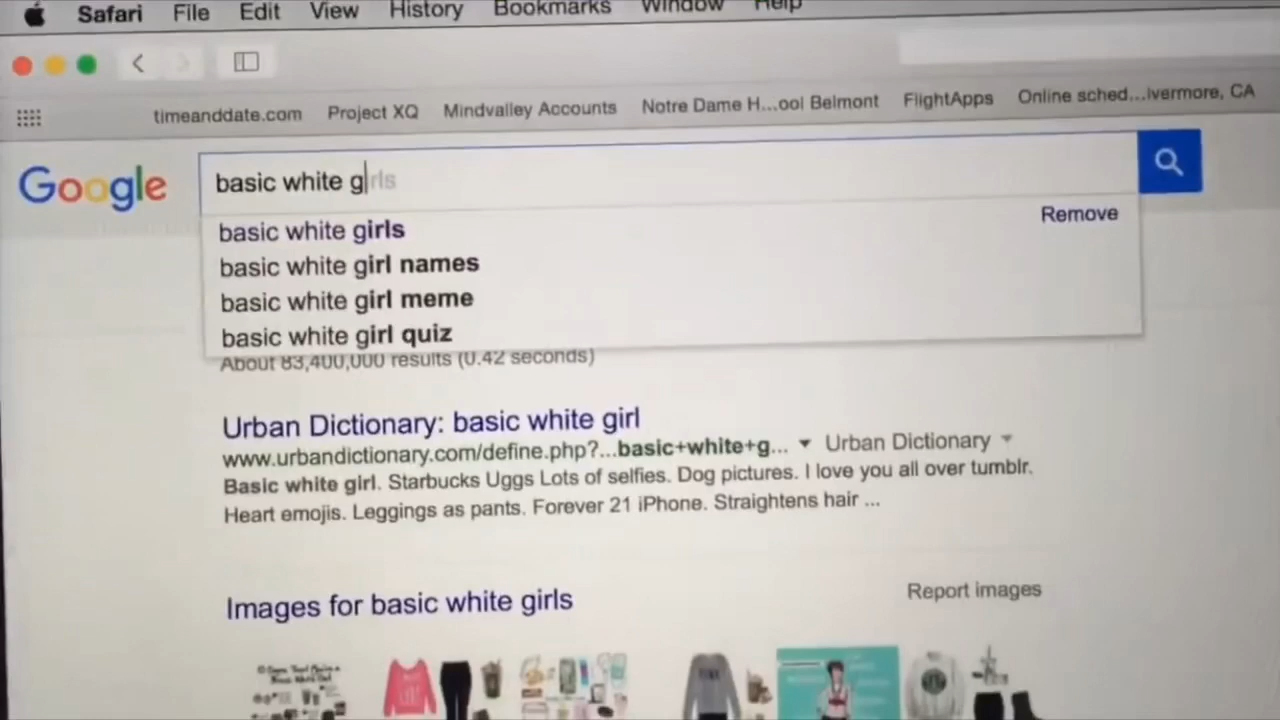 Safari File Edit View History Bookmarks Window Help
timeanddate.com Project XQ Mindvalley Accounts Notre Dame H...ool Belmont FlightApps Online sched...ivermore, CA
Google
basic white girls
basic white girls Remove
basic white girl names
basic white girl meme
basic white girl quiz
About 83,400,000 results (0.42 seconds)
Urban Dictionary: basic white girl
www.urbandictionary.com/define.php?...basic+white+g... Urban Dictionary
Basic white girl. Starbucks Uggs Lots of selfies. Dog pictures. I love you all over tumblr.
Heart emojis. Leggings as pants. Forever 21 iPhone. Straightens hair ...
Images for basic white girls Report images